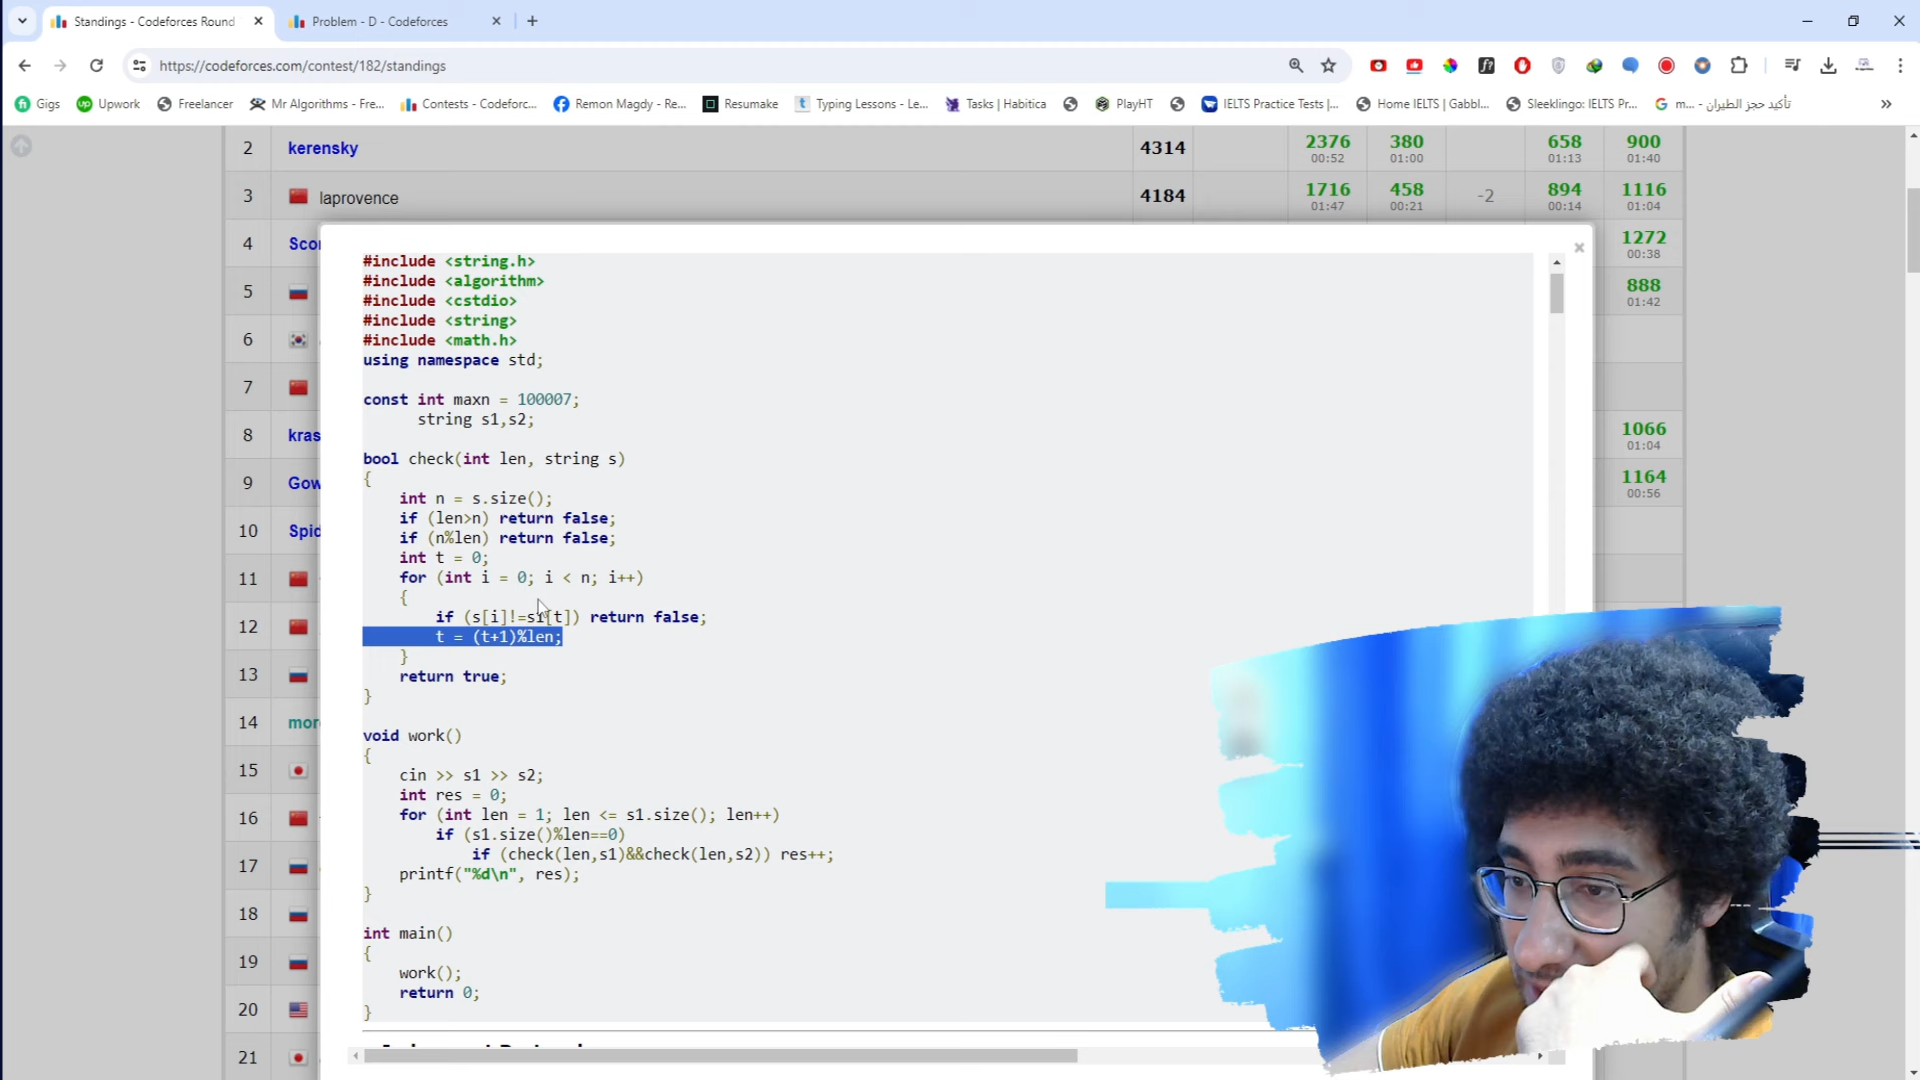 Standings - Codeforces Round
Problem - D - Codeforces
https://codeforces.com/contest/182/standings
Gigs
Upwork
Freelancer
Mr Algorithms - Fre...
Contests - Codeforc...
Remon Magdy - Re...
Resumake
Typing Lessons - Le...
Tasks | Habitica
PlayHT
IELTS Practice Tests |...
Home IELTS | Gabbl...
Sleeklingo: IELTS Pr...
m... - تأكيد حجز الطيران
2 kerensky 4314 2376 380 658 900
00:52 01:00 01:13 01:40
3 laprovence 4184 1716 458 -2 894 1116
01:47 00:21 00:14 01:04
4 Scor 1272
00:38
5 888
01:42
6
7
8 kras 1066
01:04
9 Gow 1164
00:56
10 Spid
11
12
13
14 more
15
16
17
18
19
20
21
#include <string.h>
#include <algorithm>
#include <cstdio>
#include <string>
#include <math.h>
using namespace std;
const int maxn = 100007;
string s1,s2;
bool check(int len, string s)
{
int n = s.size();
if (len>n) return false;
if (n%len) return false;
int t = 0;
for (int i = 0; i < n; i++)
{
if (s[i]!=s1[t]) return false;
t = (t+1)%len;
}
return true;
}
void work()
{
cin >> s1 >> s2;
int res = 0;
for (int len = 1; len <= s1.size(); len++)
if (s1.size()%len==0)
if (check(len,s1)&&check(len,s2)) res++;
printf("%d\n", res);
}
int main()
{
work();
return 0;
}